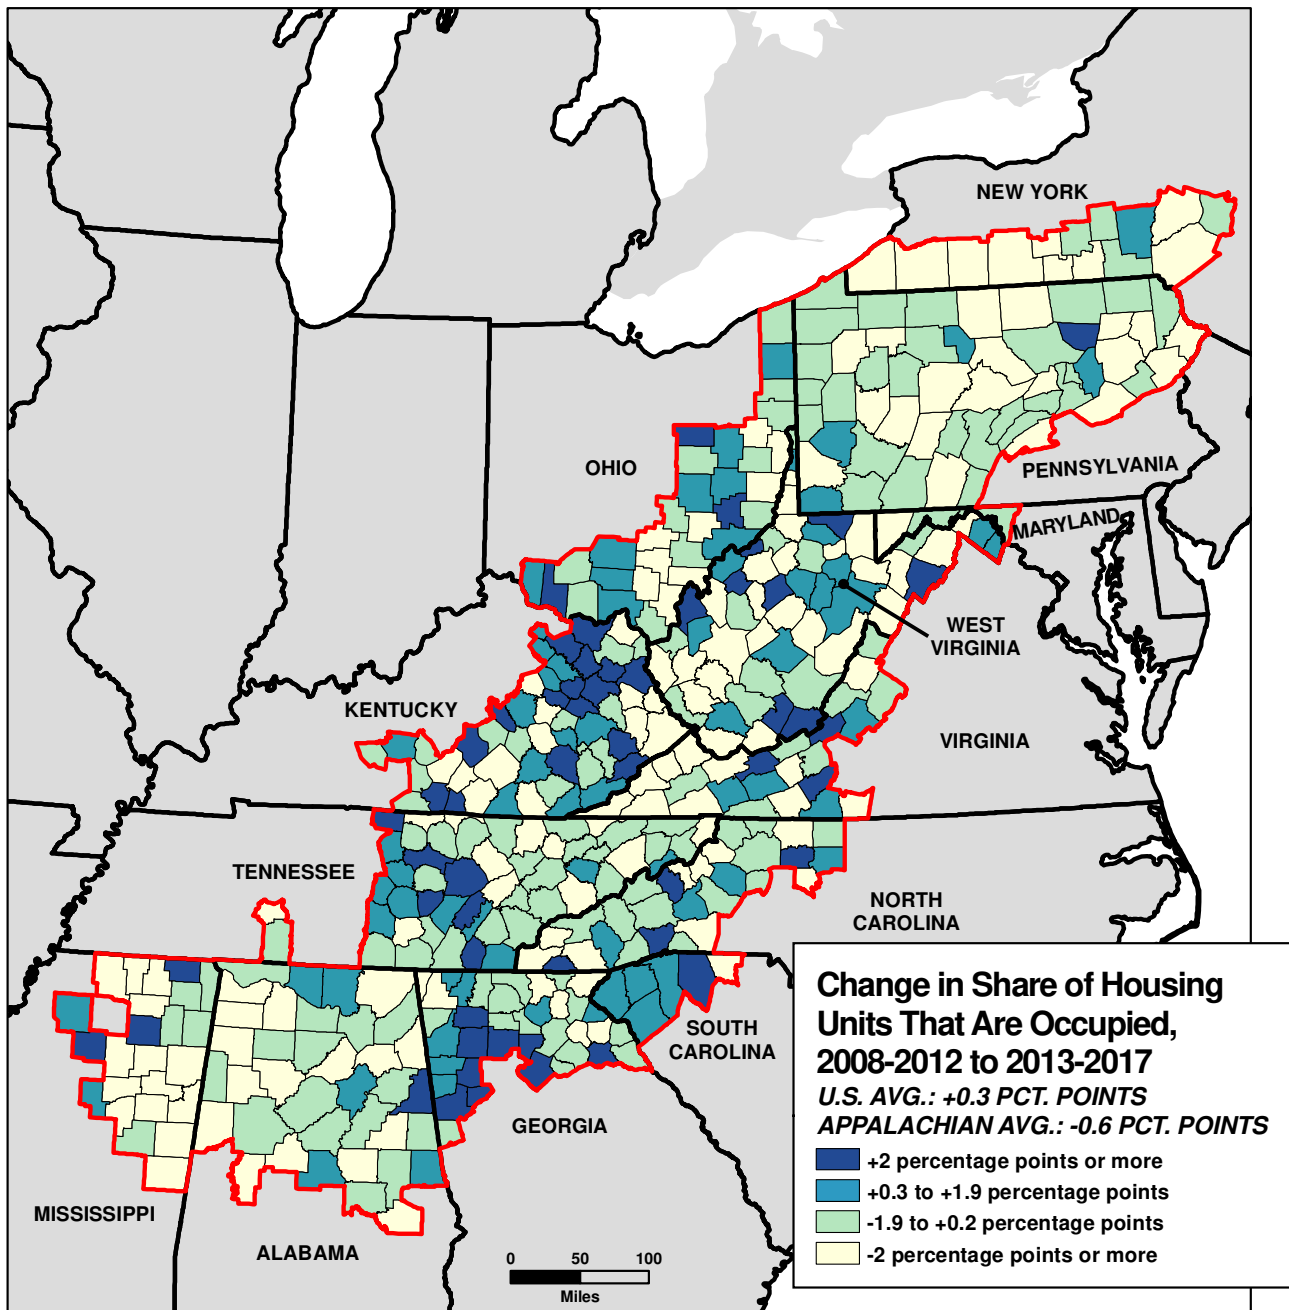 NEW YORK
OHIO
PENNSYLVANIA
MARYLAND
WEST
VIRGINIA
KENTUCKY
VIRGINIA
TENNESSEE
NORTH
CAROLINA
SOUTH
CAROLINA
GEORGIA
MISSISSIPPI
ALABAMA
0 50 100
Miles
Change in Share of Housing
Units That Are Occupied,
2008-2012 to 2013-2017
U.S. AVG.: +0.3 PCT. POINTS
APPALACHIAN AVG.: -0.6 PCT. POINTS
+2 percentage points or more
+0.3 to +1.9 percentage points
-1.9 to +0.2 percentage points
-2 percentage points or more